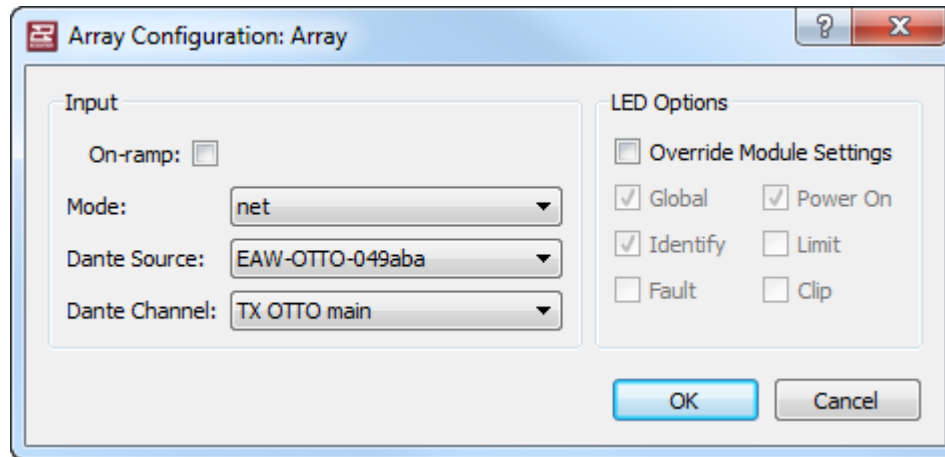 Array Configuration: Array
Input
On-ramp:
Mode: net
Dante Source: EAW-OTTO-049aba
Dante Channel: TX OTTO main
LED Options
Override Module Settings
Global Power On
Identify Limit
Fault Clip
OK Cancel